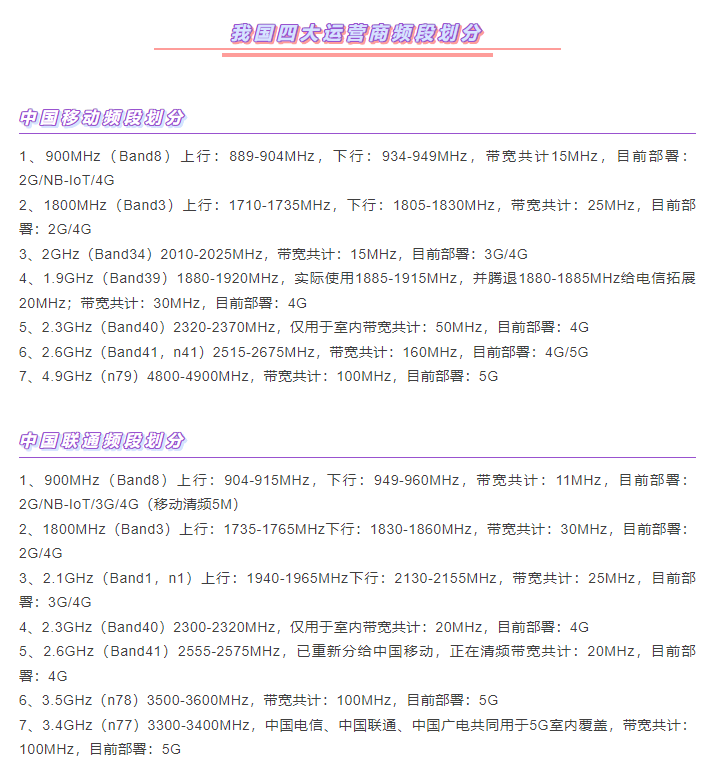 我国四大运营商频段划分
中国移动频段划分
1、900MHz（Band8）上行：889-904MHz，下行：934-949MHz，带宽共计15MHz，目前部署：
2G/NB-IoT/4G
2、1800MHz（Band3）上行：1710-1735MHz，下行：1805-1830MHz，带宽共计：25MHz，目前部
署：2G/4G
3、2GHz（Band34）2010-2025MHz，带宽共计：15MHz，目前部署：3G/4G
4、1.9GHz（Band39）1880-1920MHz，实际使用1885-1915MHz，并腾退1880-1885MHz给电信拓展
20MHz；带宽共计：30MHz，目前部署：4G
5、2.3GHz（Band40）2320-2370MHz，仅用于室内带宽共计：50MHz，目前部署：4G
6、2.6GHz（Band41，n41）2515-2675MHz，带宽共计：160MHz，目前部署：4G/5G
7、4.9GHz（n79）4800-4900MHz，带宽共计：100MHz，目前部署：5G
中国联通频段划分
1、900MHz（Band8）上行：904-915MHz，下行：949-960MHz，带宽共计：11MHz，目前部署：
2G/NB-IoT/3G/4G（移动清频5M）
2、1800MHz（Band3）上行：1735-1765MHz下行：1830-1860MHz，带宽共计：30MHz，目前部署：
2G/4G
3、2.1GHz（Band1，n1）上行：1940-1965MHz下行：2130-2155MHz，带宽共计：25MHz，目前部
署：3G/4G
4、2.3GHz（Band40）2300-2320MHz，仅用于室内带宽共计：20MHz，目前部署：4G
5、2.6GHz（Band41）2555-2575MHz，已重新分给中国移动，正在清频带宽共计：20MHz，目前部
署：4G
6、3.5GHz（n78）3500-3600MHz，带宽共计：100MHz，目前部署：5G
7、3.4GHz（n77）3300-3400MHz，中国电信、中国联通、中国广电共同用于5G室内覆盖，带宽共计：
100MHz，目前部署：5G